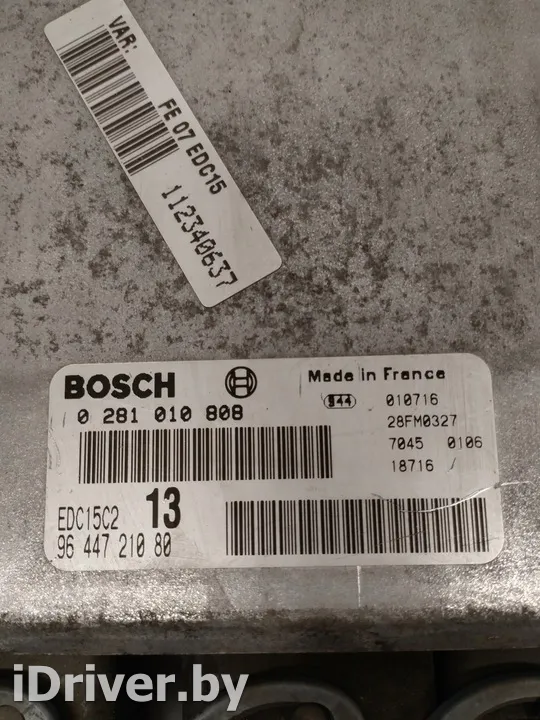 VAR:
FE 07 EDC15
112340637
BOSCH
Made in France
0 281 010 808
844
010716
28FM0327
7045 0106
18716
EDC15C2 13
96 447 210 80
iDriver.by